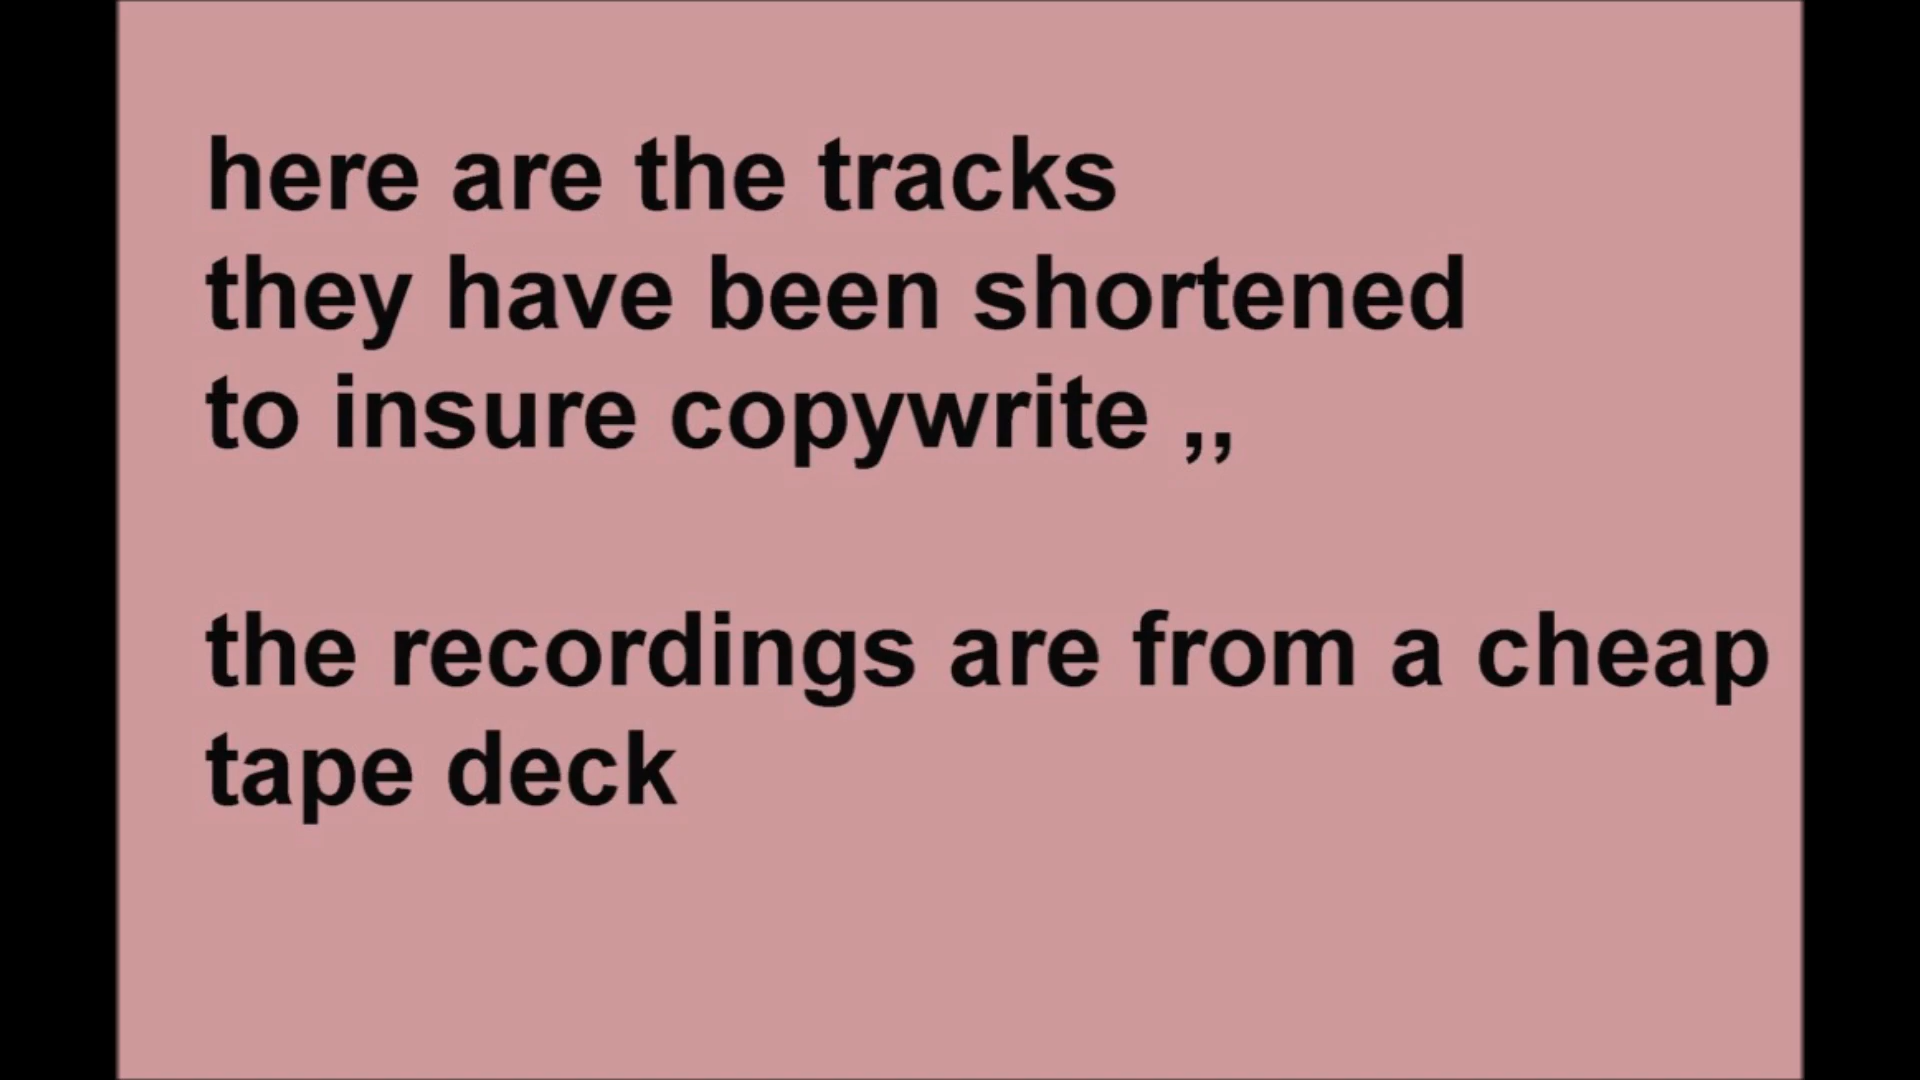 here are the tracks
they have been shortened
to insure copywrite ,,
the recordings are from a cheap
tape deck